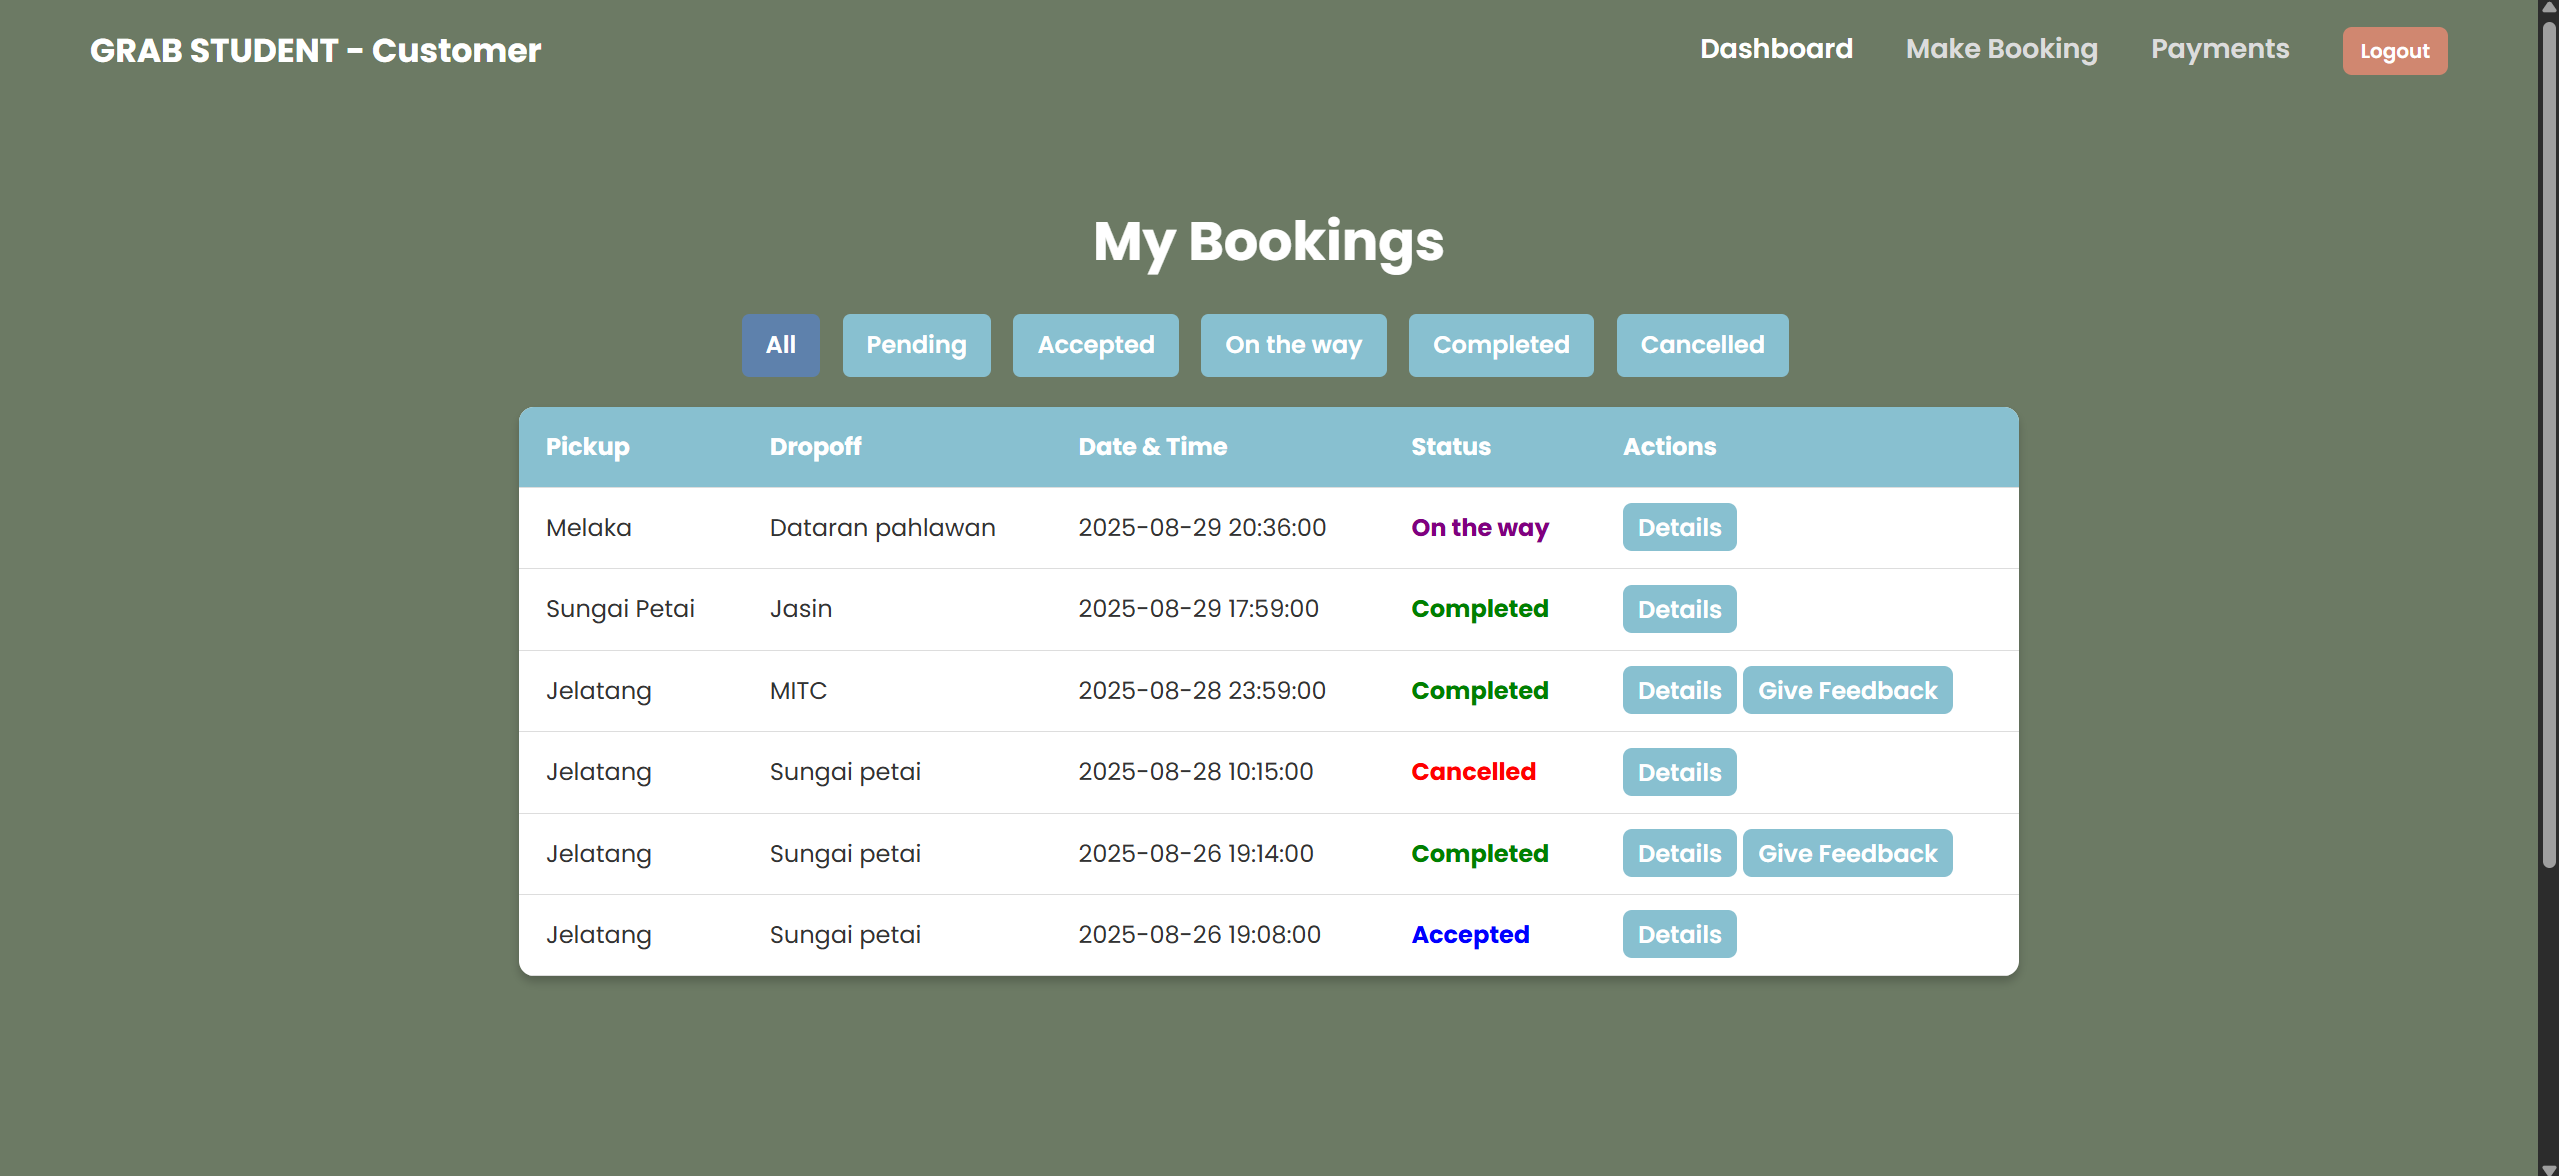 GRAB STUDENT - Customer
Dashboard Make Booking Payments Logout
My Bookings
All Pending Accepted On the way Completed Cancelled
Pickup Dropoff Date & Time Status Actions
Melaka Dataran pahlawan 2025-08-29 20:36:00 On the way Details
Sungai Petai Jasin 2025-08-29 17:59:00 Completed Details
Jelatang MITC 2025-08-28 23:59:00 Completed Details Give Feedback
Jelatang Sungai petai 2025-08-28 10:15:00 Cancelled Details
Jelatang Sungai petai 2025-08-26 19:14:00 Completed Details Give Feedback
Jelatang Sungai petai 2025-08-26 19:08:00 Accepted Details